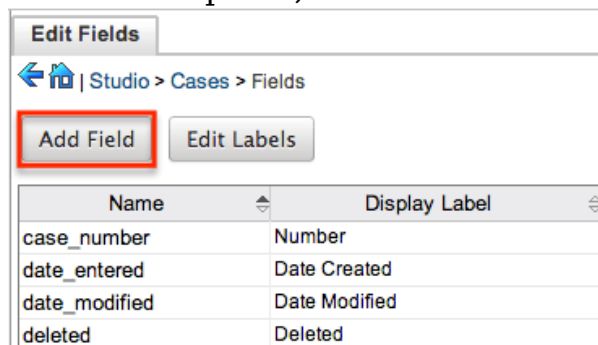 Edit Fields
| Studio > Cases > Fields
Add Field Edit Labels
Name Display Label
case_number Number
date_entered Date Created
date_modified Date Modified
deleted Deleted